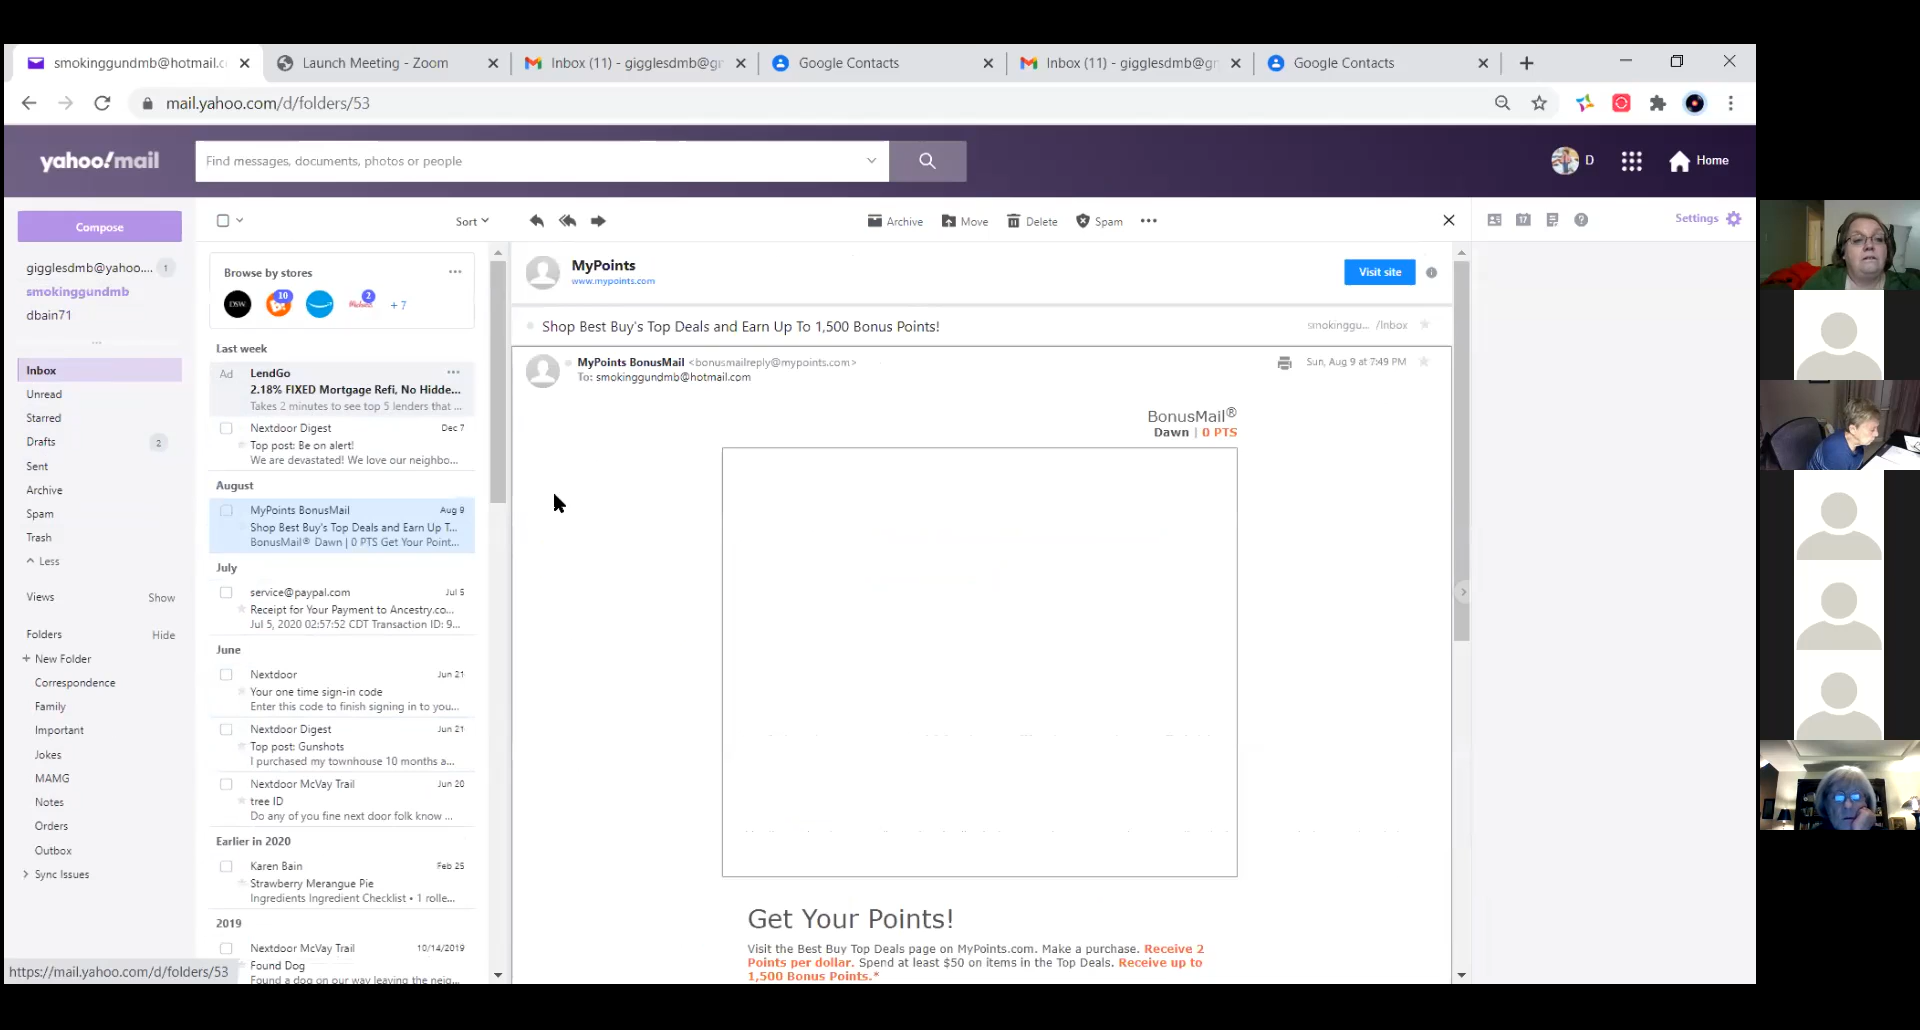 smokinggundmb@hotmail.c
Launch Meeting - Zoom
Inbox (11) - gigglesdmb@gm
Google Contacts
Inbox (11) - gigglesdmb@gm
Google Contacts
mail.yahoo.com/d/folders/53
yahoo!mail
Find messages, documents, photos or people
D
Home
Compose
gigglesdmb@yahoo.... 1
smokinggundmb
dbain71
...
Inbox
Unread
Starred
Drafts 2
Sent
Archive
Spam
Trash
Less
Views Show
Folders Hide
+ New Folder
Correspondence
Family
Important
Jokes
MAMG
Notes
Orders
Outbox
Sync Issues
https://mail.yahoo.com/d/folders/53
Sort
Browse by stores
DSW
10
2
+ 7
Last week
Ad LendGo
2.18% FIXED Mortgage Refi, No Hidde...
Takes 2 minutes to see top 5 lenders that ...
Nextdoor Digest Dec 7
Top post: Be on alert!
We are devastated! We love our neighbo...
August
MyPoints BonusMail Aug 9
Shop Best Buy's Top Deals and Earn Up T...
BonusMail® Dawn | 0 PTS Get Your Point...
July
service@paypal.com Jul 5
Receipt for Your Payment to Ancestry.co...
Jul 5, 2020 02:57:52 CDT Transaction ID: 9...
June
Nextdoor Jun 21
Your one time sign-in code
Enter this code to finish signing in to you...
Nextdoor Digest Jun 21
Top post: Gunshots
I purchased my townhouse 10 months a...
Nextdoor McVay Trail Jun 20
tree ID
Do any of you fine next door folk know ...
Earlier in 2020
Karen Bain Feb 25
Strawberry Merangue Pie
Ingredients Ingredient Checklist • 1 rolle...
2019
Nextdoor McVay Trail 10/14/2019
Found Dog
Found a dog on our way leaving the neig...
Archive Move Delete Spam
17
Settings
MyPoints
www.mypoints.com
Visit site
Shop Best Buy's Top Deals and Earn Up To 1,500 Bonus Points!
smokinggu... /Inbox
MyPoints BonusMail <bonusmailreply@mypoints.com>
Sun, Aug 9 at 7:49 PM
To: smokinggundmb@hotmail.com
BonusMail®
Dawn | 0 PTS
Get Your Points!
Visit the Best Buy Top Deals page on MyPoints.com. Make a purchase. Receive 2
Points per dollar. Spend at least $50 on items in the Top Deals. Receive up to
1,500 Bonus Points.*